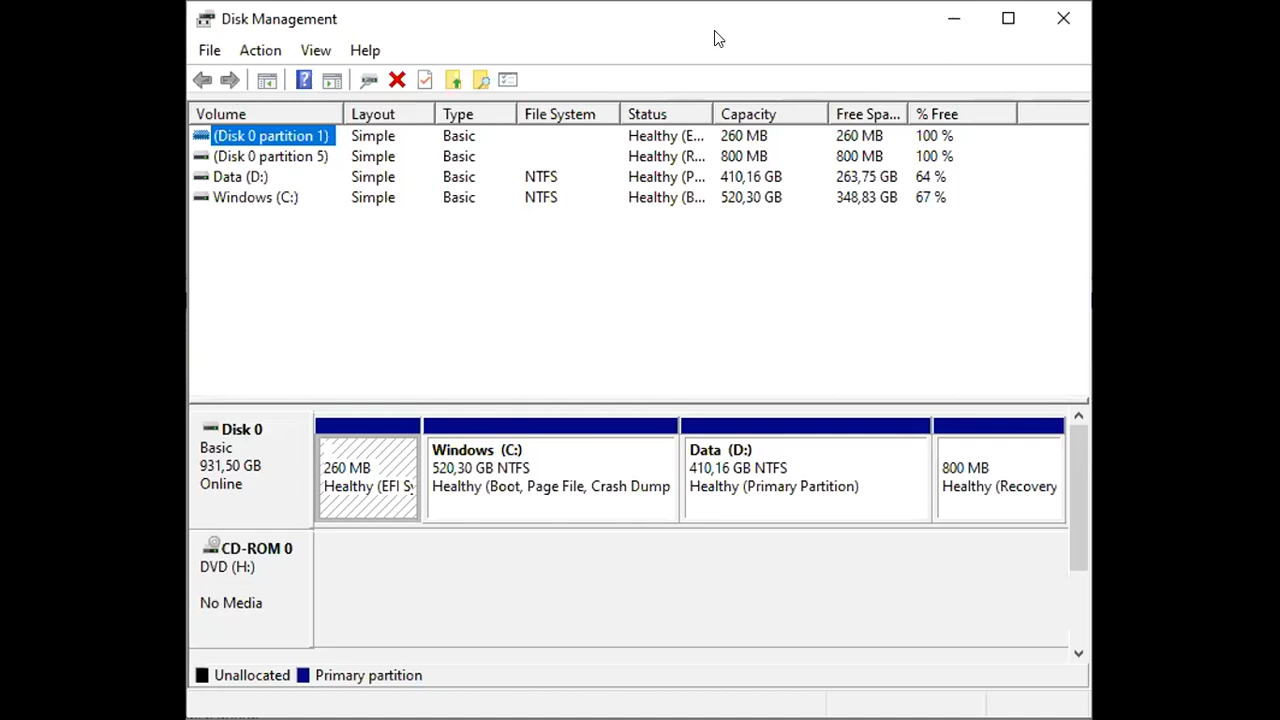 Disk Management
File Action View Help
Volume Layout Type File System Status Capacity Free Spa... % Free
(Disk 0 partition 1) Simple Basic Healthy (E... 260 MB 260 MB 100 %
(Disk 0 partition 5) Simple Basic Healthy (R... 800 MB 800 MB 100 %
Data (D:) Simple Basic NTFS Healthy (P... 410,16 GB 263,75 GB 64 %
Windows (C:) Simple Basic NTFS Healthy (B... 520,30 GB 348,83 GB 67 %
Disk 0
Basic
931,50 GB
Online
260 MB
Healthy (EFI Sy
Windows (C:)
520,30 GB NTFS
Healthy (Boot, Page File, Crash Dump
Data (D:)
410,16 GB NTFS
Healthy (Primary Partition)
800 MB
Healthy (Recovery
CD-ROM 0
DVD (H:)
No Media
Unallocated Primary partition